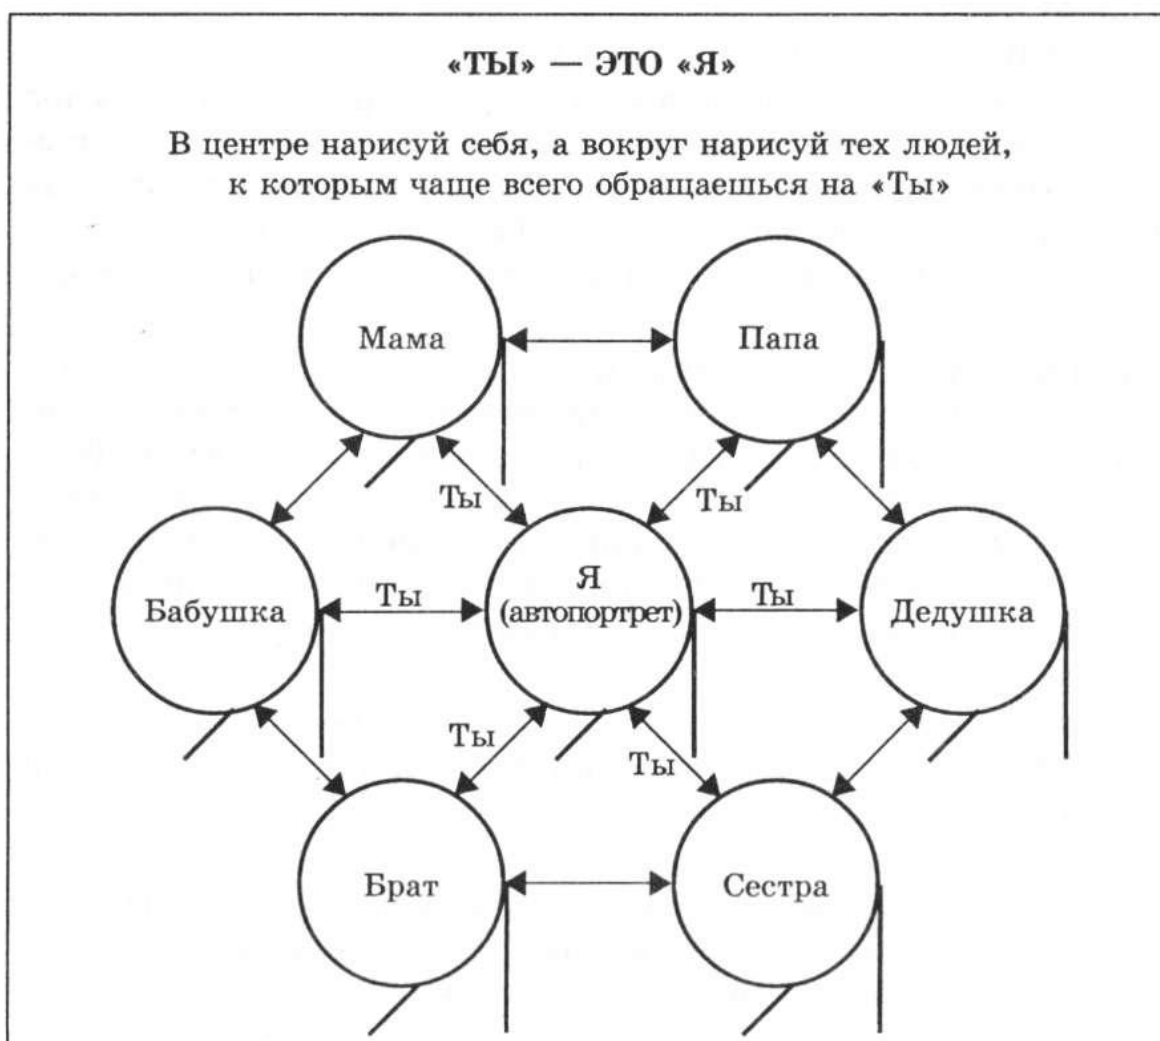 «ТЫ» — ЭТО «Я»
В центре нарисуй себя, а вокруг нарисуй тех людей,
к которым чаще всего обращаешься на «Ты»
Мама
Папа
Ты
Ты
Бабушка
Ты
Я
(автопортрет)
Ты
Дедушка
Ты
Ты
Брат
Сестра